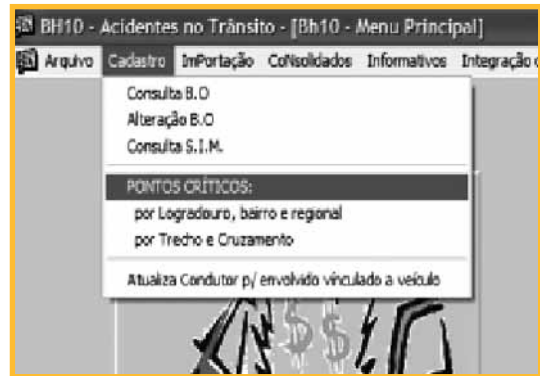 BH10 - Acidentes no Trânsito - [Bh10 - Menu Principal]
Arquivo Cadastro ImPortação CoNsolidados Informativos Integração
Consulta B.O
Alteração B.O
Consulta S.I.M.
PONTOS CRÍTICOS:
por Logradouro, bairro e regional
por Trecho e Cruzamento
Atualiza Condutor p/ envolvido vinculado a veículo
$ $